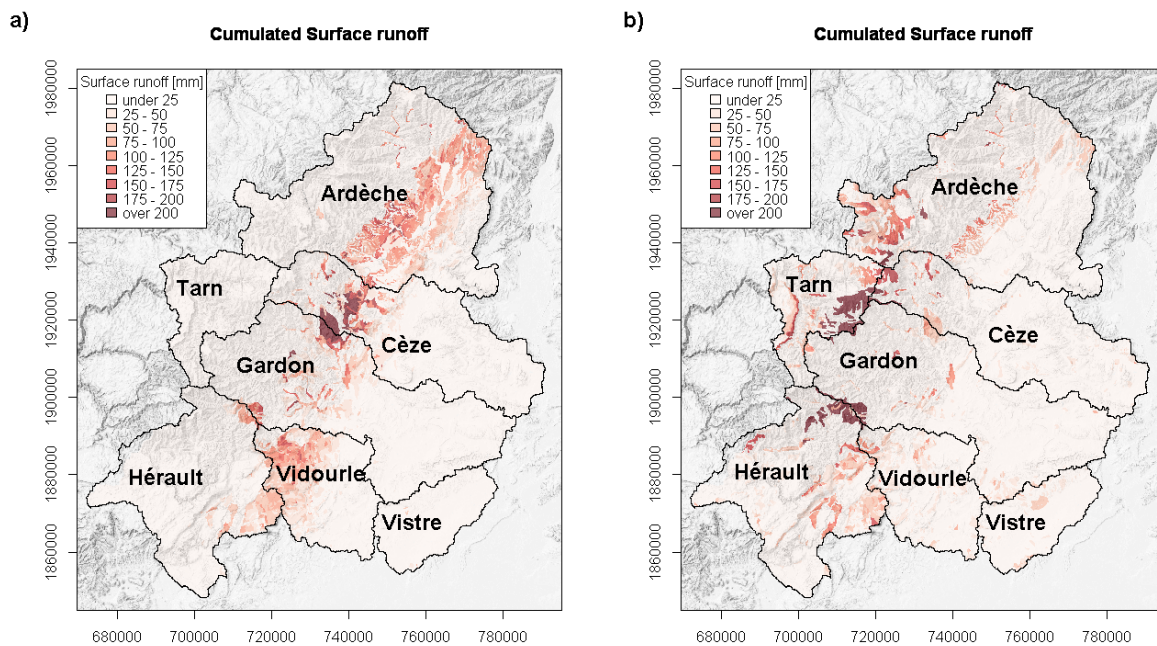 a)
Cumulated Surface runoff
Surface runoff [mm]
under 25
25 - 50
50 - 75
75 - 100
100 - 125
125 - 150
150 - 175
175 - 200
over 200
Ardèche
Tarn
Cèze
Gardon
Hérault
Vidourle
Vistre
1980000
1960000
1940000
1920000
1900000
1880000
1860000
680000 700000 720000 740000 760000 780000
b)
Cumulated Surface runoff
Surface runoff [mm]
under 25
25 - 50
50 - 75
75 - 100
100 - 125
125 - 150
150 - 175
175 - 200
over 200
Ardèche
Tarn
Cèze
Gardon
Hérault
Vidourle
Vistre
1980000
1960000
1940000
1920000
1900000
1880000
1860000
680000 700000 720000 740000 760000 780000